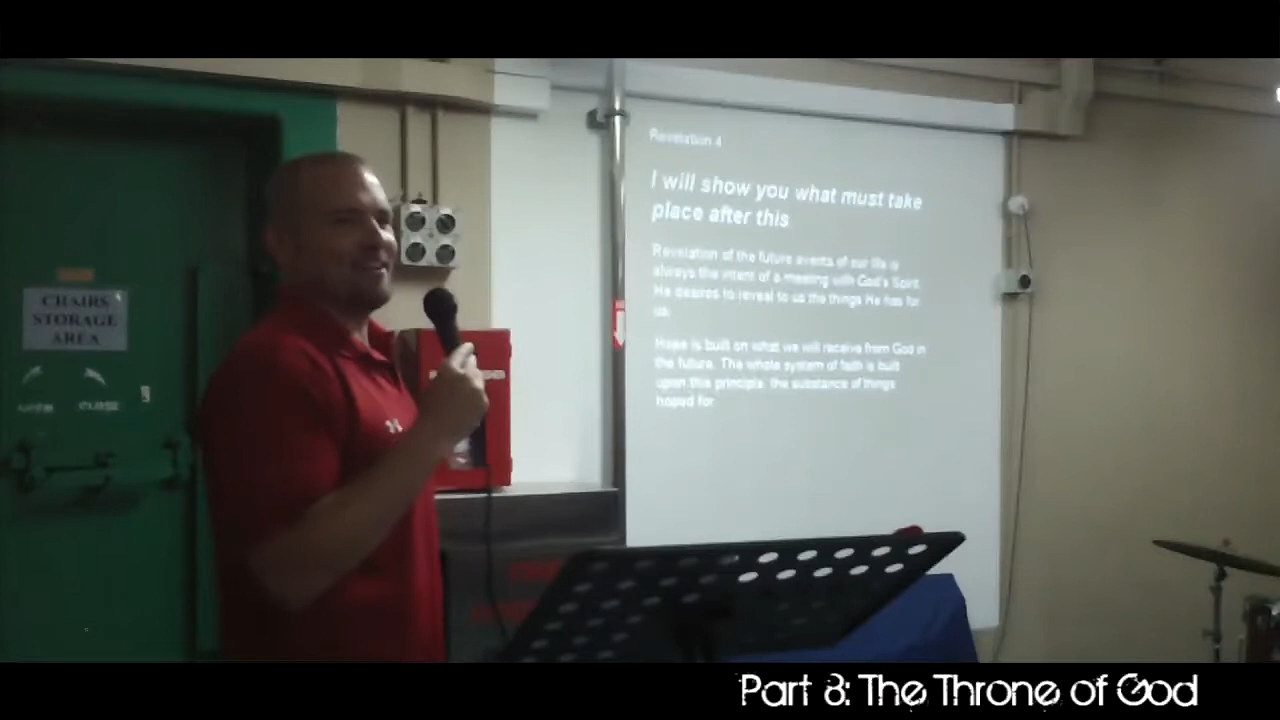 Revelation 4
I will show you what must take
place after this
Revelation of the future events of our life is
always the intent of a meeting with God's Spirit.
He desires to reveal to us the things He has for
us.
Hope is built on what we will receive from God in
the future. The whole system of faith is built
upon this principle, the substance of things
hoped for
CHAIRS
STORAGE
AREA
CLOSE
Part 8: The Throne of God